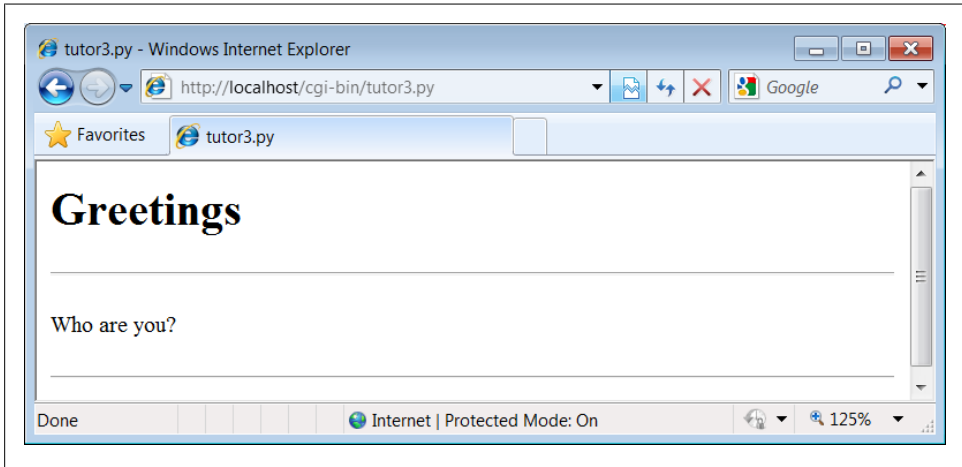 tutor3.py - Windows Internet Explorer
http://localhost/cgi-bin/tutor3.py
Google
Favorites
tutor3.py
Greetings
Who are you?
Done
Internet | Protected Mode: On
125%